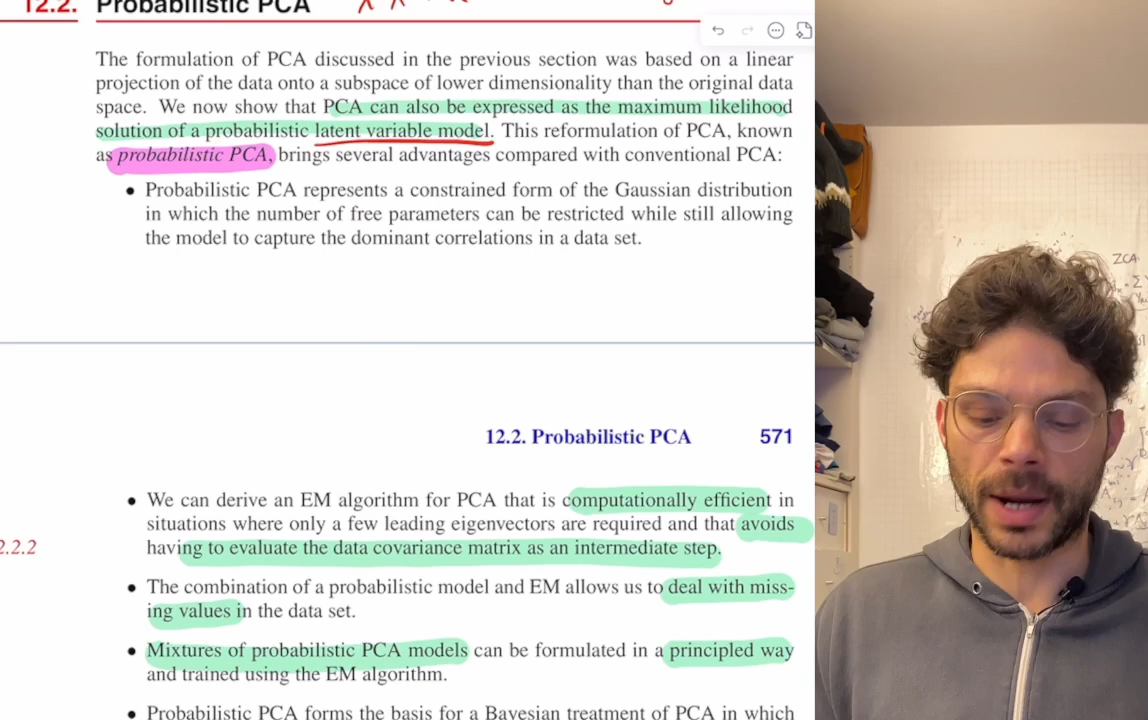 12.2. Probabilistic PCA
The formulation of PCA discussed in the previous section was based on a linear
projection of the data onto a subspace of lower dimensionality than the original data
space. We now show that PCA can also be expressed as the maximum likelihood
solution of a probabilistic latent variable model. This reformulation of PCA, known
as probabilistic PCA, brings several advantages compared with conventional PCA:
• Probabilistic PCA represents a constrained form of the Gaussian distribution
in which the number of free parameters can be restricted while still allowing
the model to capture the dominant correlations in a data set.
12.2. Probabilistic PCA 571
• We can derive an EM algorithm for PCA that is computationally efficient in
situations where only a few leading eigenvectors are required and that avoids
having to evaluate the data covariance matrix as an intermediate step.
2.2.2
• The combination of a probabilistic model and EM allows us to deal with miss-
ing values in the data set.
• Mixtures of probabilistic PCA models can be formulated in a principled way
and trained using the EM algorithm.
• Probabilistic PCA forms the basis for a Bayesian treatment of PCA in which
ZCA